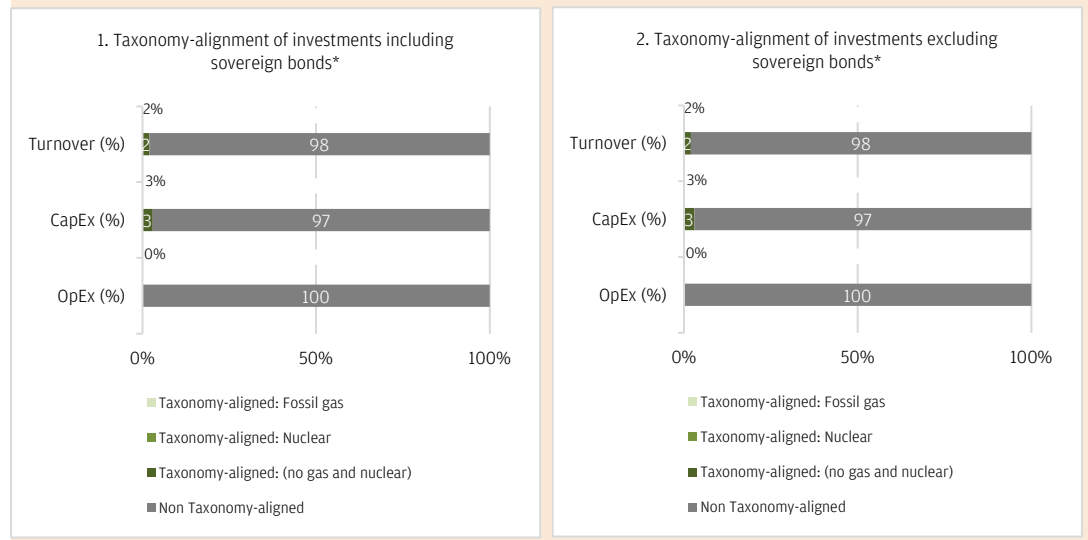 1. Taxonomy-alignment of investments including
sovereign bonds*
2%
Turnover (%)
2
98
3%
CapEx (%)
3
97
0%
OpEx (%)
100
0%
50%
100%
Taxonomy-aligned: Fossil gas
Taxonomy-aligned: Nuclear
Taxonomy-aligned: (no gas and nuclear)
Non Taxonomy-aligned
2. Taxonomy-alignment of investments excluding
sovereign bonds*
2%
Turnover (%)
2
98
3%
CapEx (%)
3
97
0%
OpEx (%)
100
0%
50%
100%
Taxonomy-aligned: Fossil gas
Taxonomy-aligned: Nuclear
Taxonomy-aligned: (no gas and nuclear)
Non Taxonomy-aligned